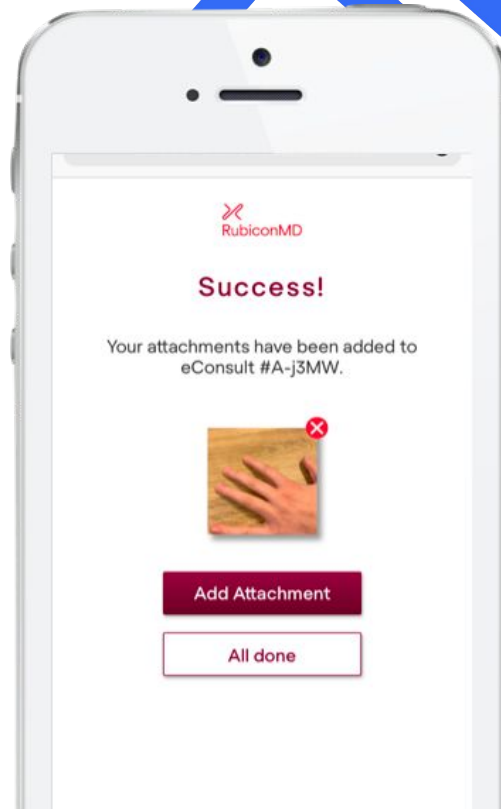 RubiconMD
Success!
Your attachments have been added to
eConsult #A-j3MW.
Add Attachment
All done